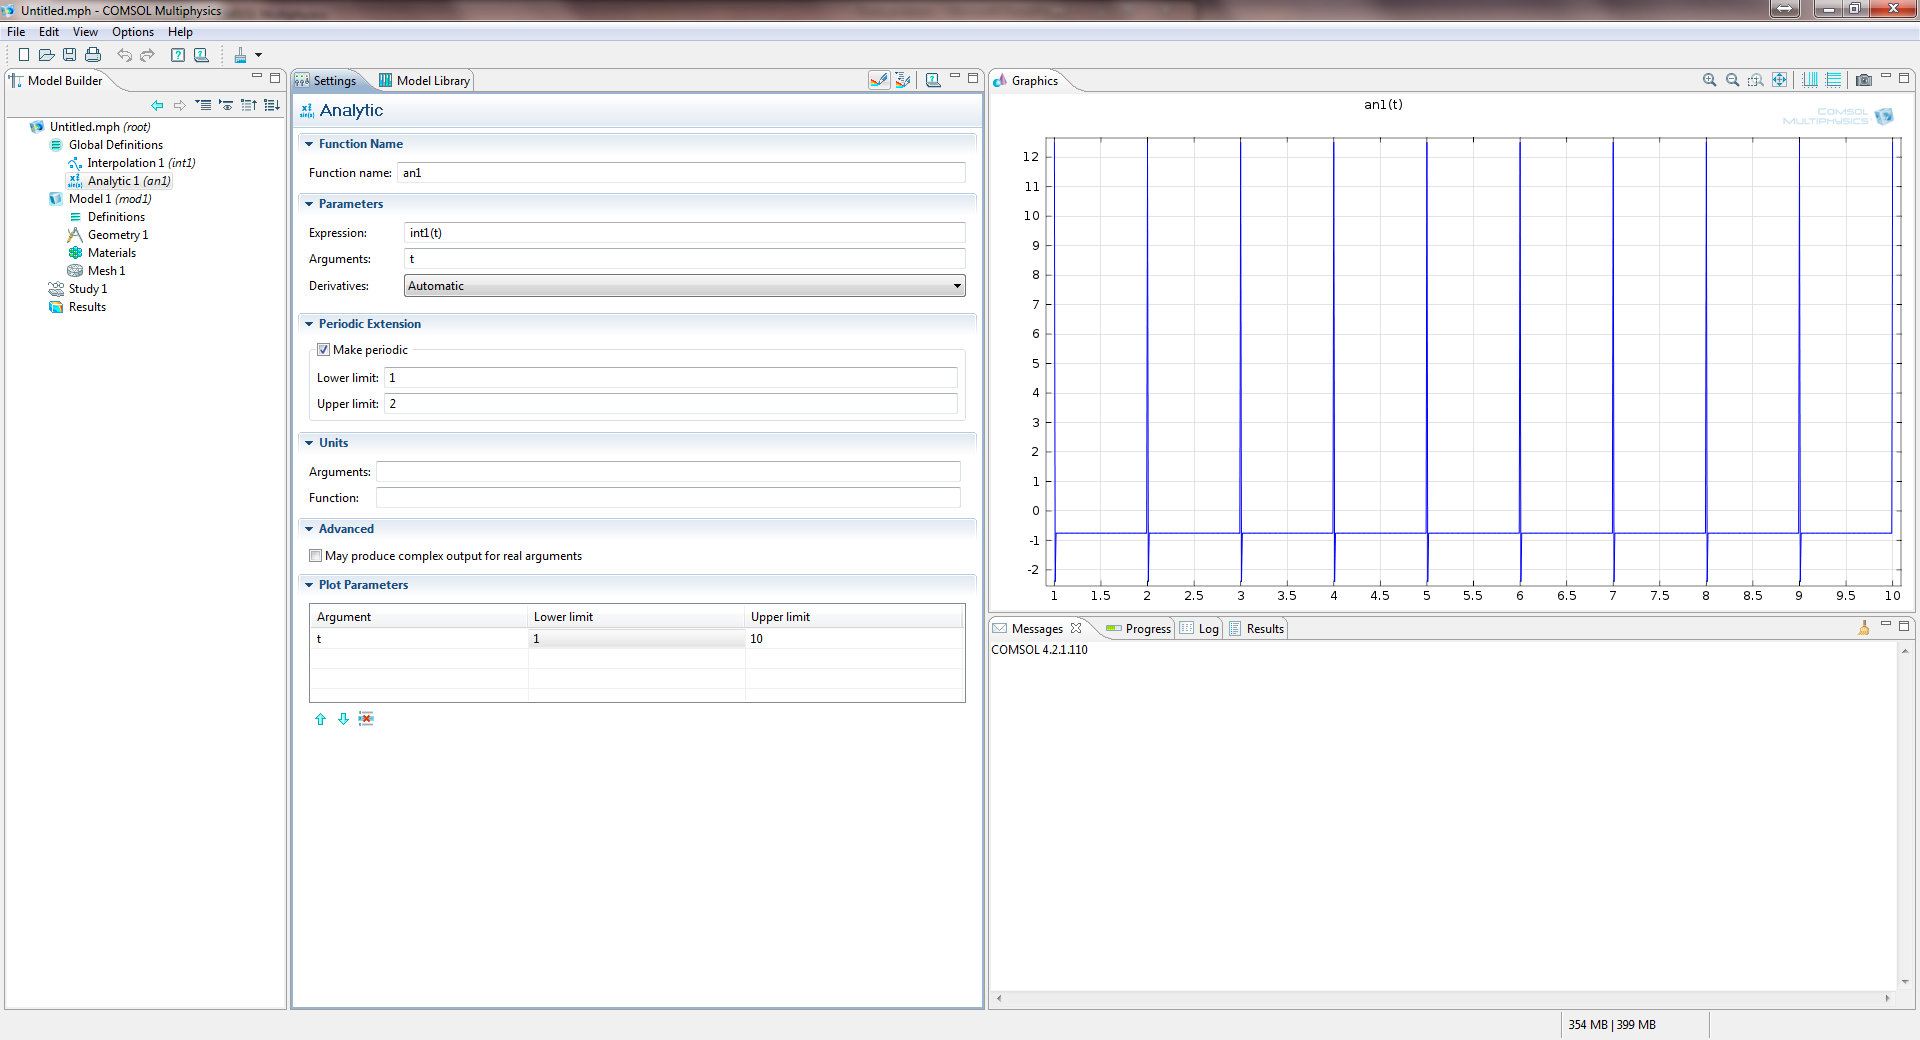 Untitled.mph - COMSOL Multiphysics
File Edit View Options Help
Model Builder
Untitled.mph (root)
Global Definitions
Interpolation 1 (int1)
Analytic 1 (an1)
Model 1 (mod1)
Definitions
Geometry 1
Materials
Mesh 1
Study 1
Results
Settings Model Library
Analytic
Function Name
Function name: an1
Parameters
Expression: int1(t)
Arguments: t
Derivatives: Automatic
Periodic Extension
Make periodic
Lower limit: 1
Upper limit: 2
Units
Arguments:
Function:
Advanced
May produce complex output for real arguments
Plot Parameters
Argument Lower limit Upper limit
t 1 10
Graphics
an1(t)
COMSOL
MULTIPHYSICS
12
11
10
9
8
7
6
5
4
3
2
1
0
-1
-2
1 1.5 2 2.5 3 3.5 4 4.5 5 5.5 6 6.5 7 7.5 8 8.5 9 9.5 10
Messages Progress Log Results
COMSOL 4.2.1.110
354 MB | 399 MB